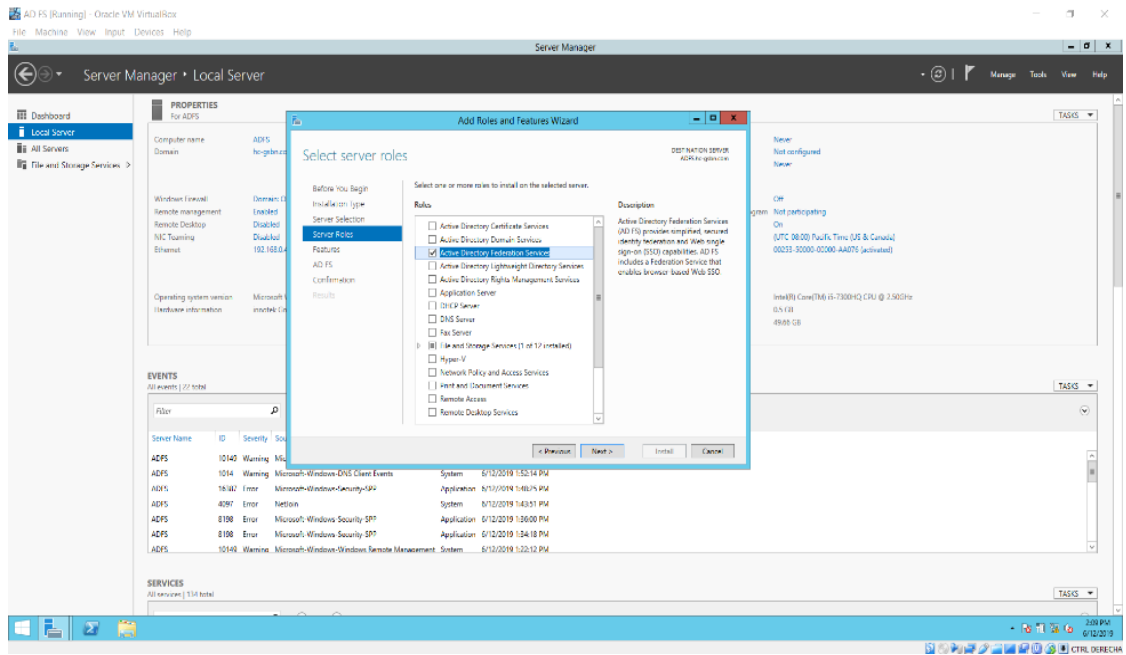 AD FS [Running] - Oracle VM VirtualBox
File Machine View Input Devices Help
Server Manager
Server Manager • Local Server
Manage Tools View Help
Dashboard
Local Server
All Servers
File and Storage Services
PROPERTIES
For ADFS
TASKS
Computer name ADFS
Domain
Never
Not configured
Never
Windows Firewall
Remote management Enabled
Remote Desktop Disabled
NIC Teaming Disabled
Ethernet
Off
Not participating
On
(UTC-08:00) Pacific Time (US & Canada)
00253-50000-00000-AA076 (activated)
Operating system version
Hardware information
Intel(R) Core(TM) i5-7300HQ CPU @ 2.50GHz
0.5 GB
49.66 GB
Add Roles and Features Wizard
Select server roles
DESTINATION SERVER
Before You Begin
Installation Type
Server Selection
Server Roles
Features
AD FS
Confirmation
Results
Select one or more roles to install on the selected server.
Roles
Active Directory Certificate Services
Active Directory Domain Services
Active Directory Federation Services
Active Directory Lightweight Directory Services
Active Directory Rights Management Services
Application Server
DHCP Server
DNS Server
Fax Server
File and Storage Services (1 of 12 installed)
Hyper-V
Network Policy and Access Services
Print and Document Services
Remote Access
Remote Desktop Services
Description
Active Directory Federation Services
(AD FS) provides simplified, secured
identity federation and Web single
sign-on (SSO) capabilities. AD FS
includes a Federation Service that
enables browser-based Web SSO.
< Previous Next > Install Cancel
EVENTS
All events | 22 total
TASKS
Filter
Server Name ID Severity
ADFS 10149 Warning
ADFS 1014 Warning Microsoft-Windows-DNS Client Events System 6/12/2019 1:52:14 PM
ADFS 16387 Error Microsoft-Windows-Security-SPP Application 6/12/2019 1:48:25 PM
ADFS 4097 Error NetJoin System 6/12/2019 1:43:51 PM
ADFS 8198 Error Microsoft-Windows-Security-SPP Application 6/12/2019 1:36:00 PM
ADFS 8198 Error Microsoft-Windows-Security-SPP Application 6/12/2019 1:34:18 PM
ADFS 10149 Warning Microsoft-Windows-Windows Remote Management System 6/12/2019 1:22:12 PM
SERVICES
All services | 134 total
TASKS
2:09 PM
6/12/2019
CTRL DERECHA